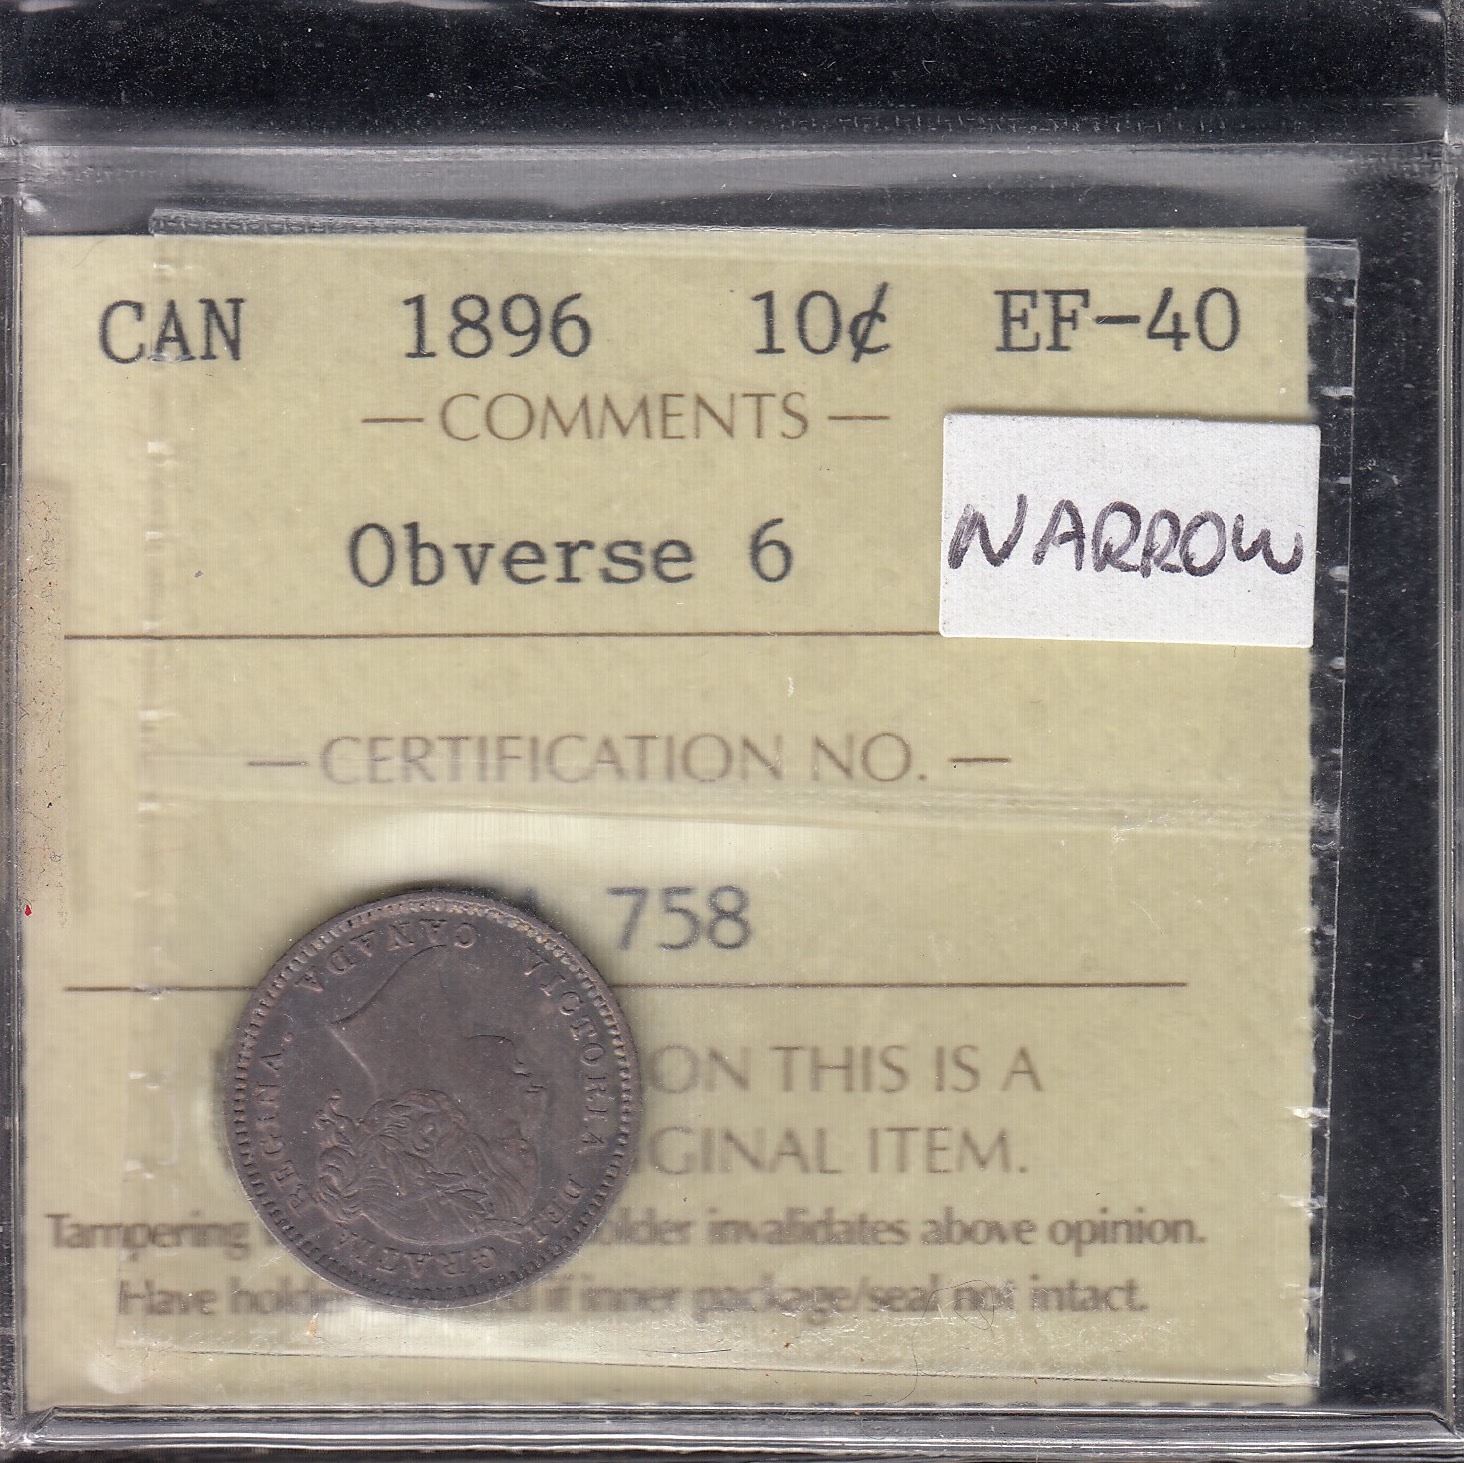 CAN 1896 10¢ EF-40
— COMMENTS —
Obverse 6
NARROW
— CERTIFICATION NO. —
758
ON THIS IS A
GINAL ITEM.
Tampering older invalidates above opinion.
Have hold d if inner package/seal not intact.
VICTORIA DEI GRATIA REGINA. CANADA